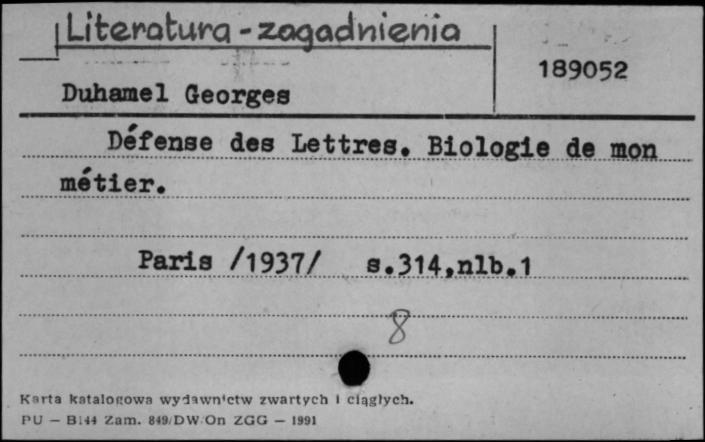 Literatura - zagadnienia
189052
Duhamel Georges
Défense des Lettres. Biologie de mon
métier.
Paris /1937/ s.314,nlb.1
8
Karta katalogowa wydawnictw zwartych i ciągłych.
PU — B144 Zam. 849/DW/On ZGG — 1991